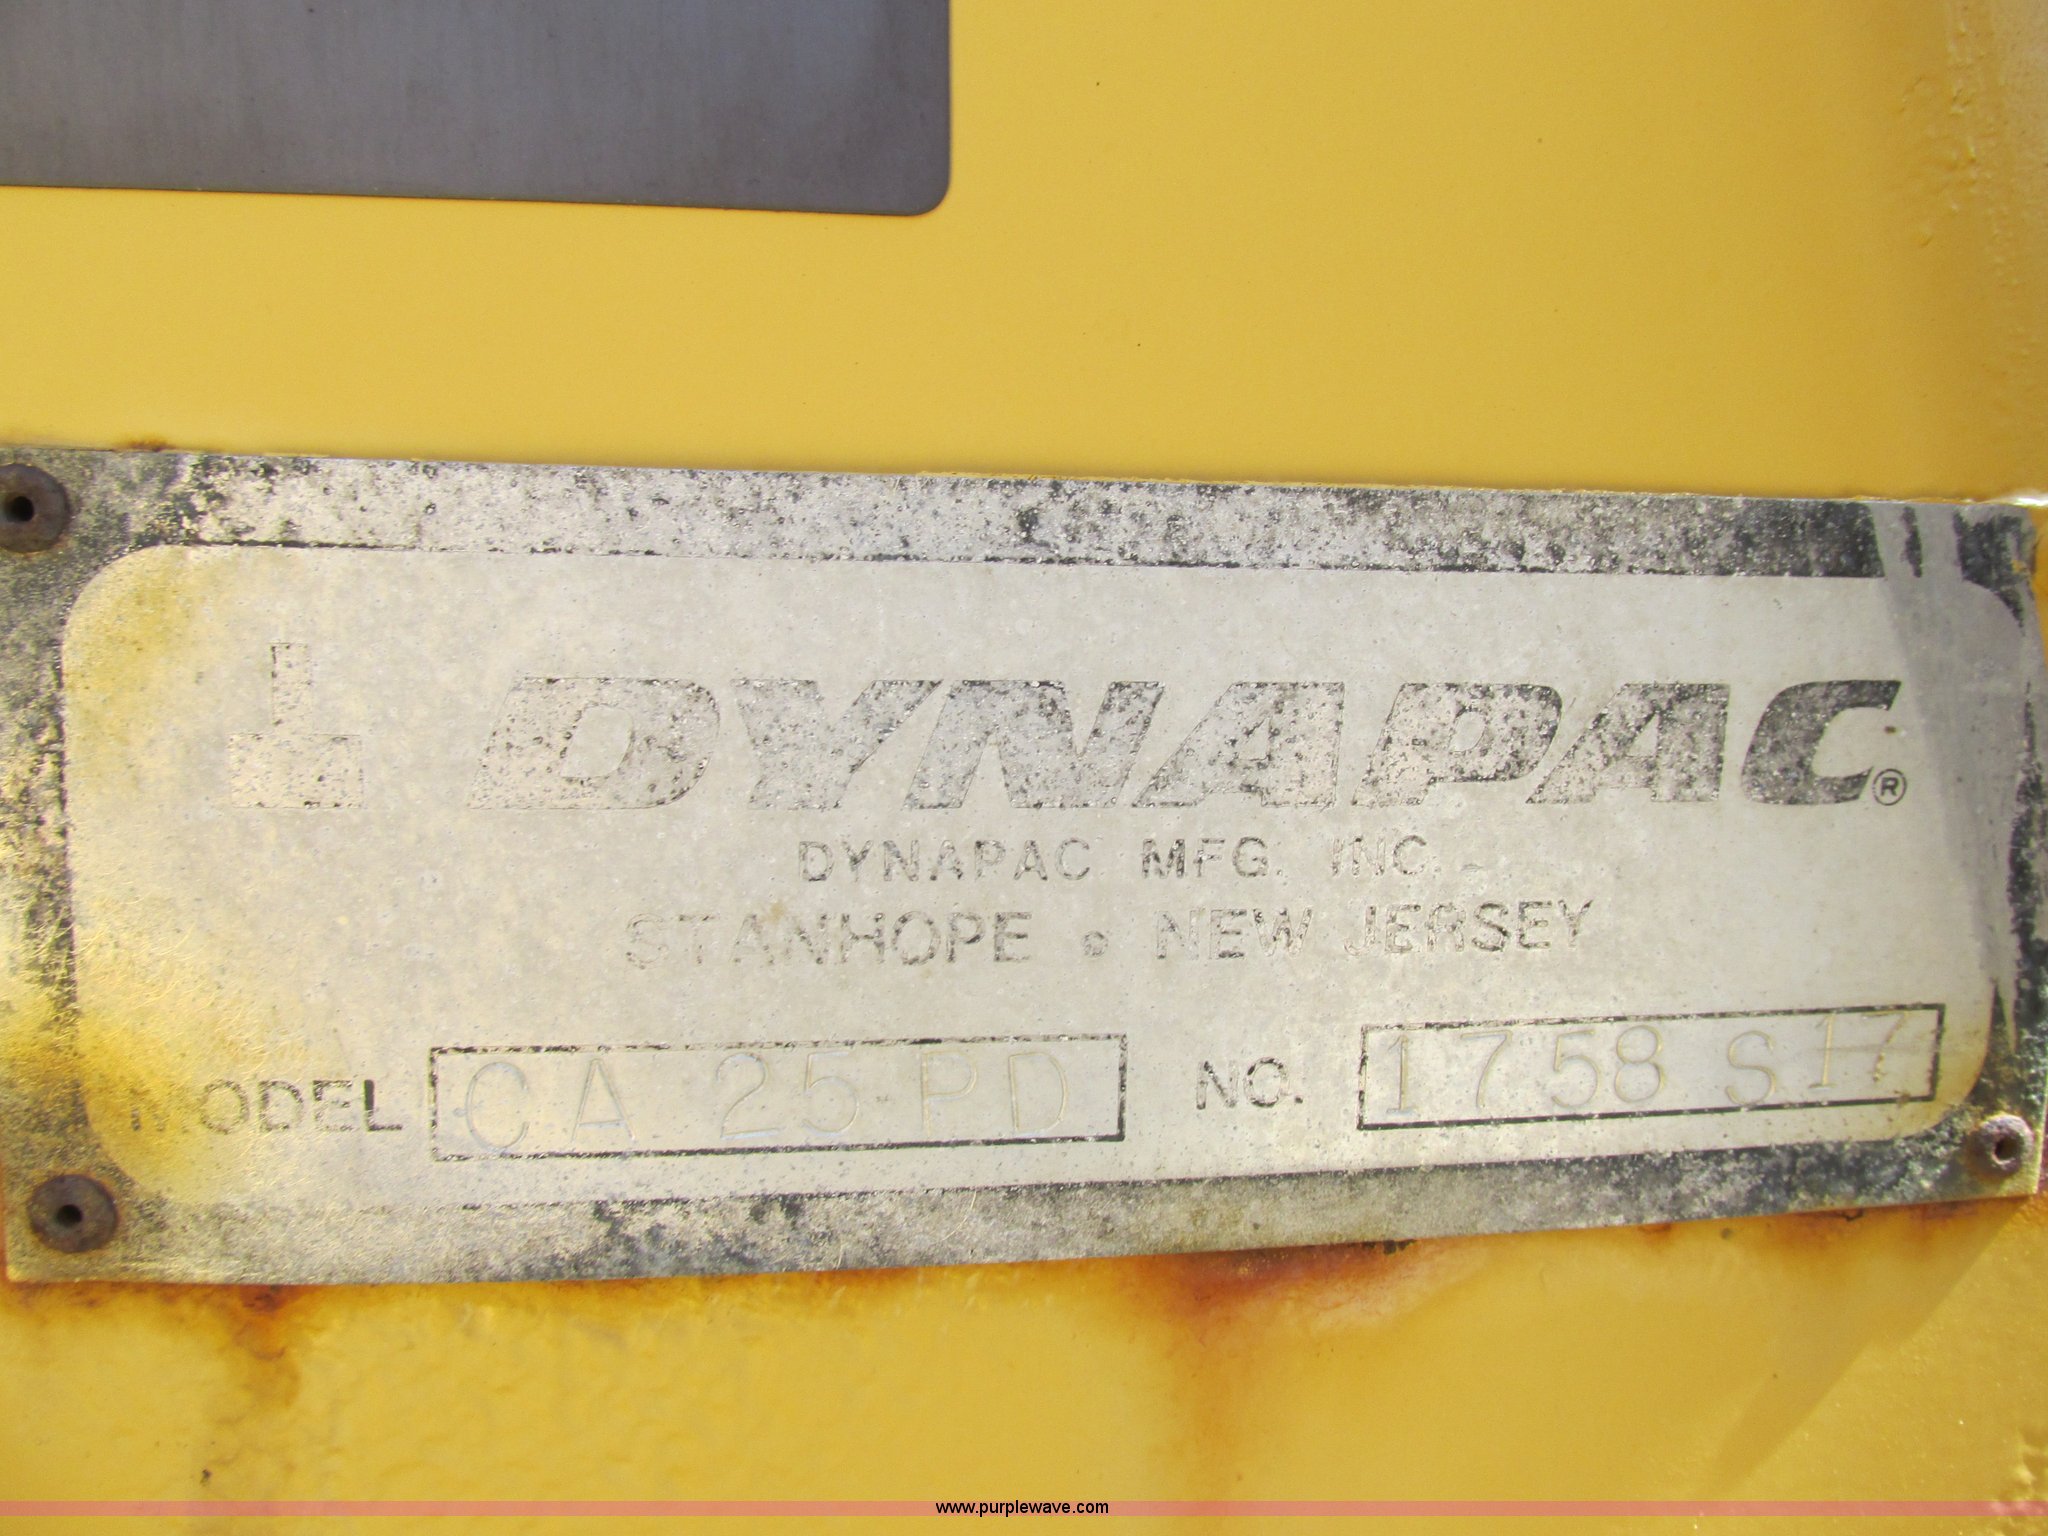 DYNAPAC®
DYNAPAC MFG. INC.
STANHOPE • NEW JERSEY
MODEL CA 25 PD NO. 1758 S17
www.purplewave.com